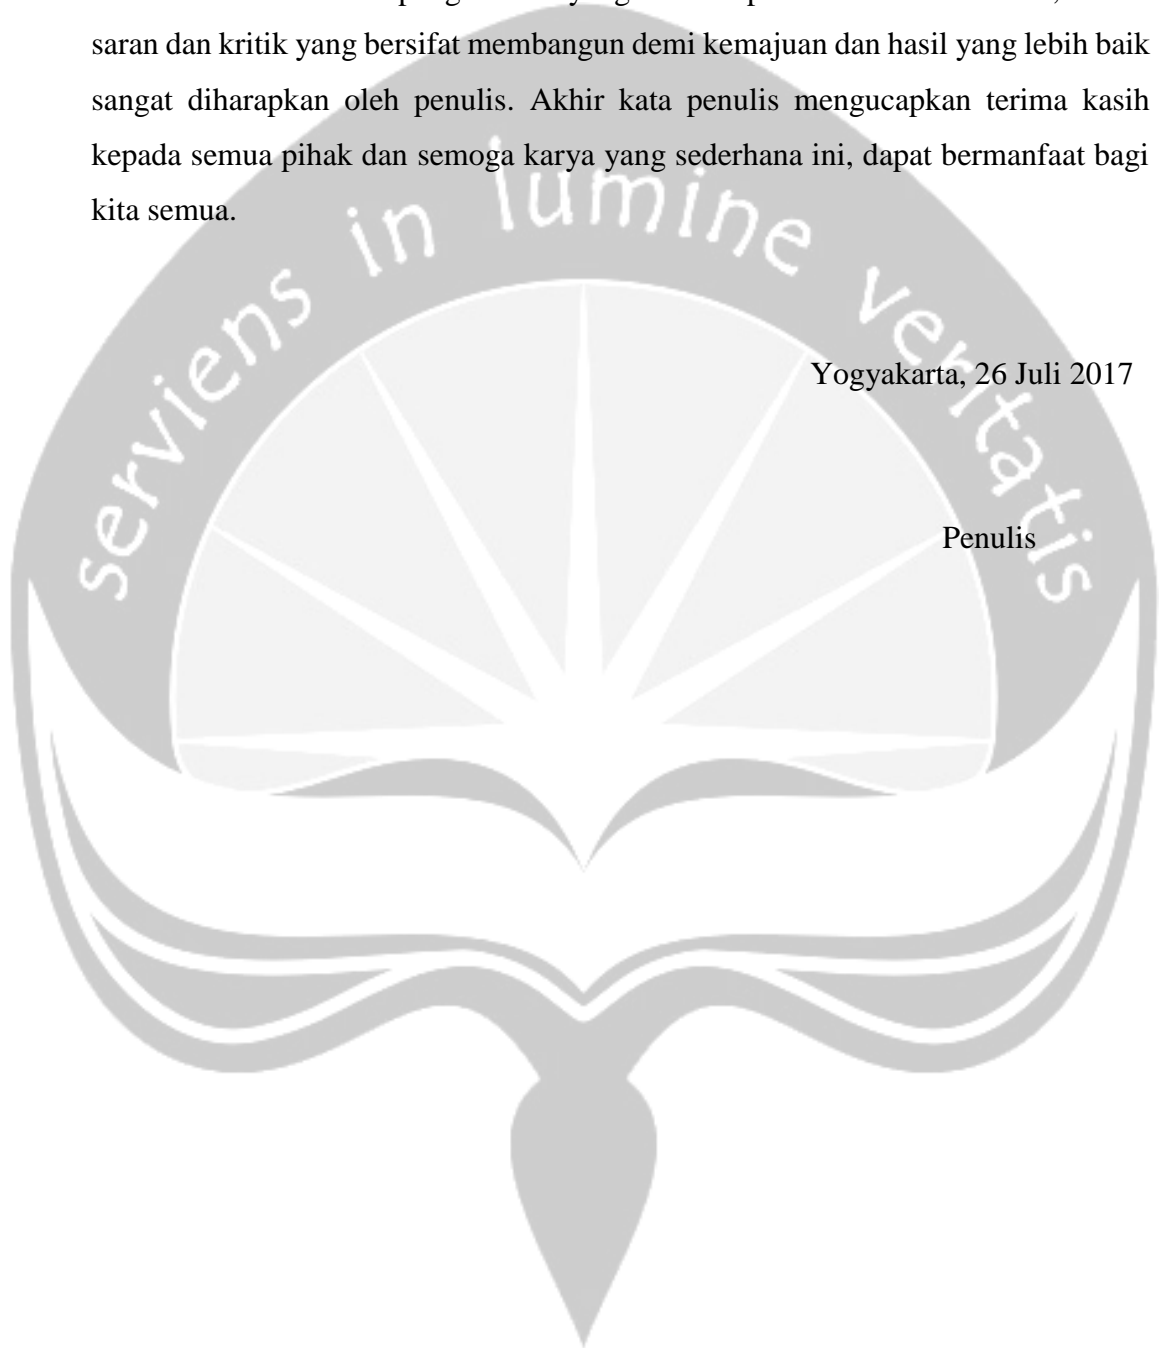 saran dan kritik yang bersifat membangun demi kemajuan dan hasil yang lebih baik
sangat diharapkan oleh penulis. Akhir kata penulis mengucapkan terima kasih
kepada semua pihak dan semoga karya yang sederhana ini, dapat bermanfaat bagi
kita semua.
serviens in lumine veritatis
Yogyakarta, 26 Juli 2017
Penulis